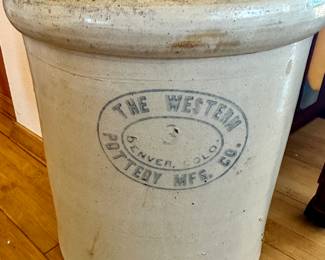 THE WESTERN
3
DENVER, COLO.
POTTERY MFG. CO.